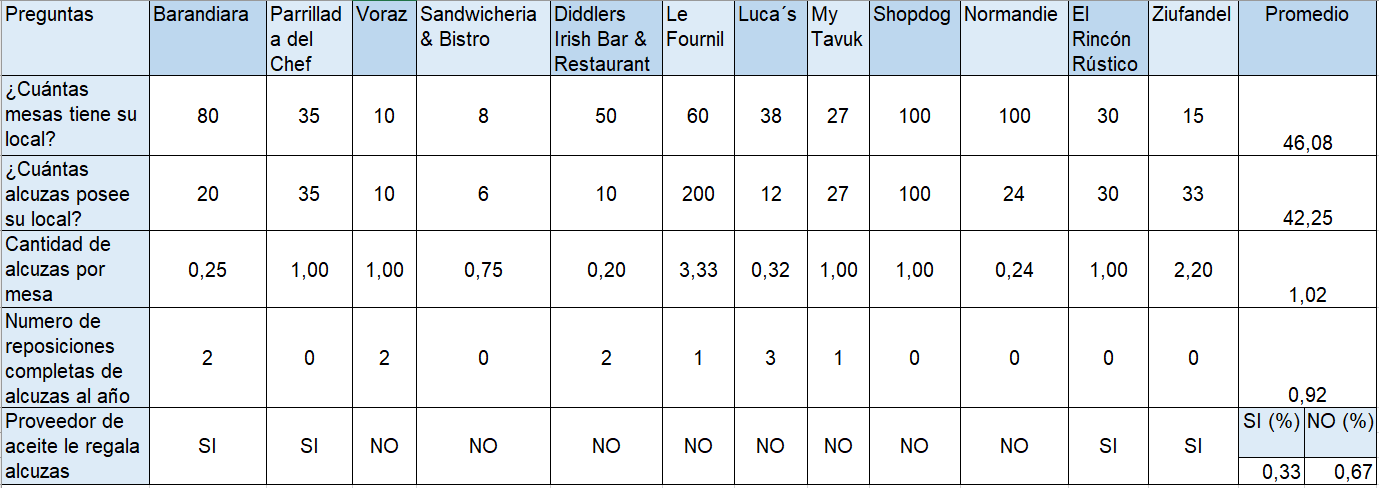 Preguntas
Barandiara
Parrillad
a del
Chef
Voraz
Sandwicheria
& Bistro
Diddlers
Irish Bar &
Restaurant
Le
Fournil
Luca´s
My
Tavuk
Shopdog
Normandie
El
Rincón
Rústico
Ziufandel
Promedio
¿Cuántas
mesas tiene su
local?
80
35
10
8
50
60
38
27
100
100
30
15
46,08
¿Cuántas
alcuzas posee
su local?
20
35
10
6
10
200
12
27
100
24
30
33
42,25
Cantidad de
alcuzas por
mesa
0,25
1,00
1,00
0,75
0,20
3,33
0,32
1,00
1,00
0,24
1,00
2,20
1,02
Numero de
reposiciones
completas de
alcuzas al año
2
0
2
0
2
1
3
1
0
0
0
0
0,92
Proveedor de
aceite le regala
alcuzas
SI
SI
NO
NO
NO
NO
NO
NO
NO
NO
SI
SI
SI (%)
NO (%)
0,33
0,67